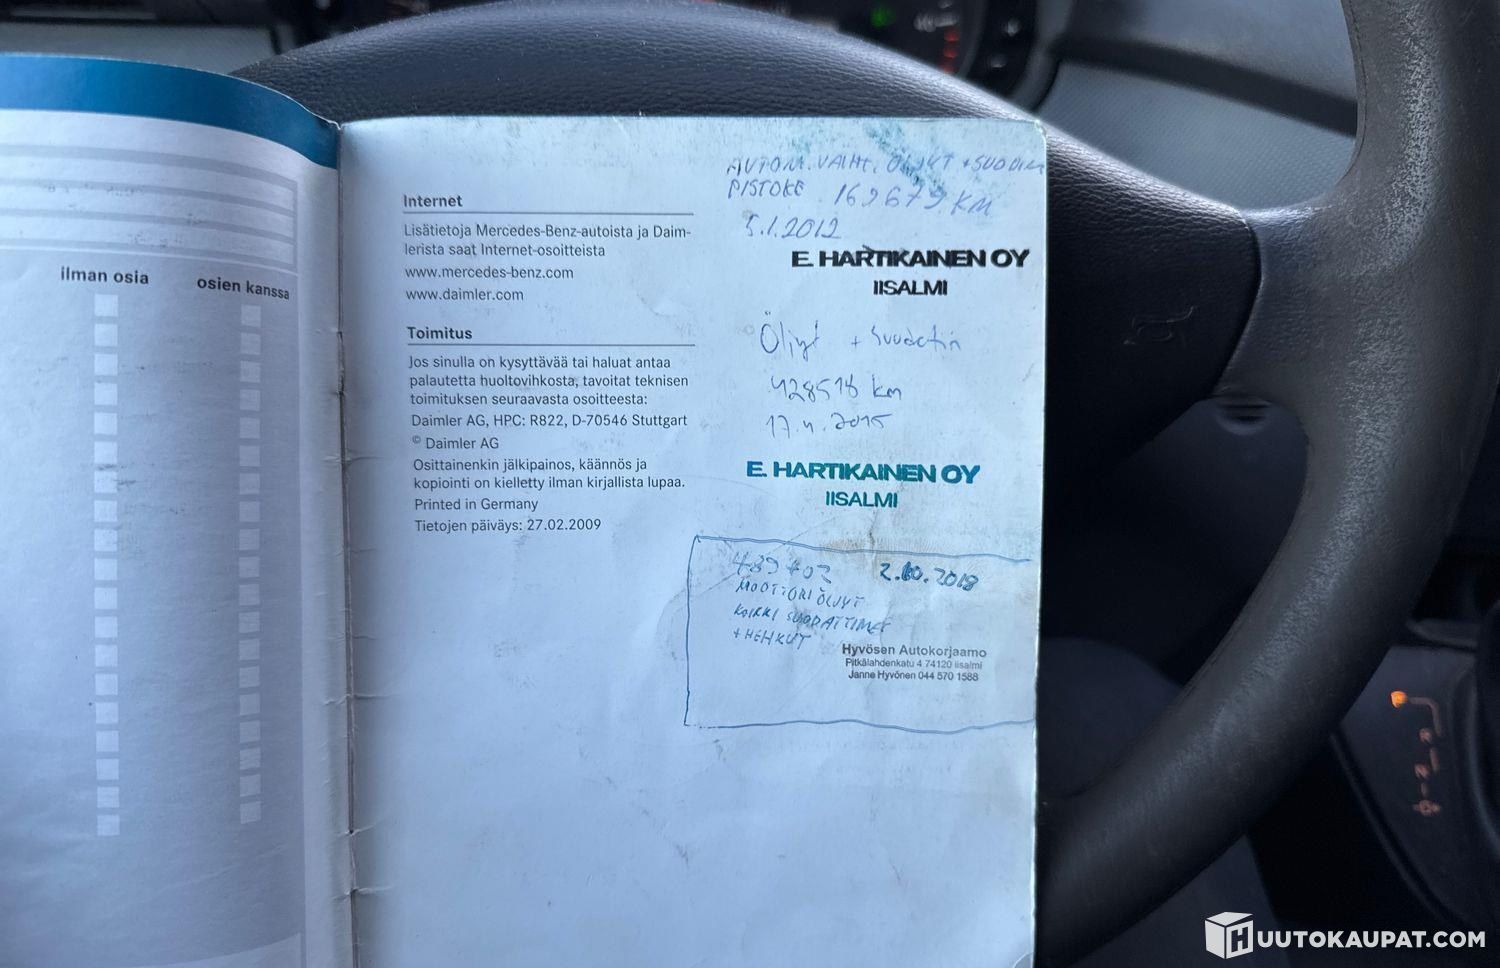 ilman osia
osien kanssa
Internet
Lisätietoja Mercedes-Benz-autoista ja Daim-
lerista saat Internet-osoitteista
www.mercedes-benz.com
www.daimler.com
Toimitus
Jos sinulla on kysyttävää tai haluat antaa
palautetta huoltovihkosta, tavoitat teknisen
toimituksen seuraavasta osoitteesta:
Daimler AG, HPC: R822, D-70546 Stuttgart
© Daimler AG
Osittainenkin jälkipainos, käännös ja
kopiointi on kielletty ilman kirjallista lupaa.
Printed in Germany
Tietojen päiväys: 27.02.2009
AUTOM. VAIHT. ÖLJYT + SUODIN
PISTOKE 169679 KM
5.1.2012
E. HARTIKAINEN OY
IISALMI
Öljyt + suodatin
428518 km
17.4.2015
E. HARTIKAINEN OY
IISALMI
489702 2.10.2018
MOOTTORIÖLJYT
KAIKKI SUODATTIMET
+ HEHKUT
Hyvösen Autokorjaamo
Pitkälahdenkatu 4 74120 Iisalmi
Janne Hyvönen 044 570 1588
HUUTOKAUPAT.COM